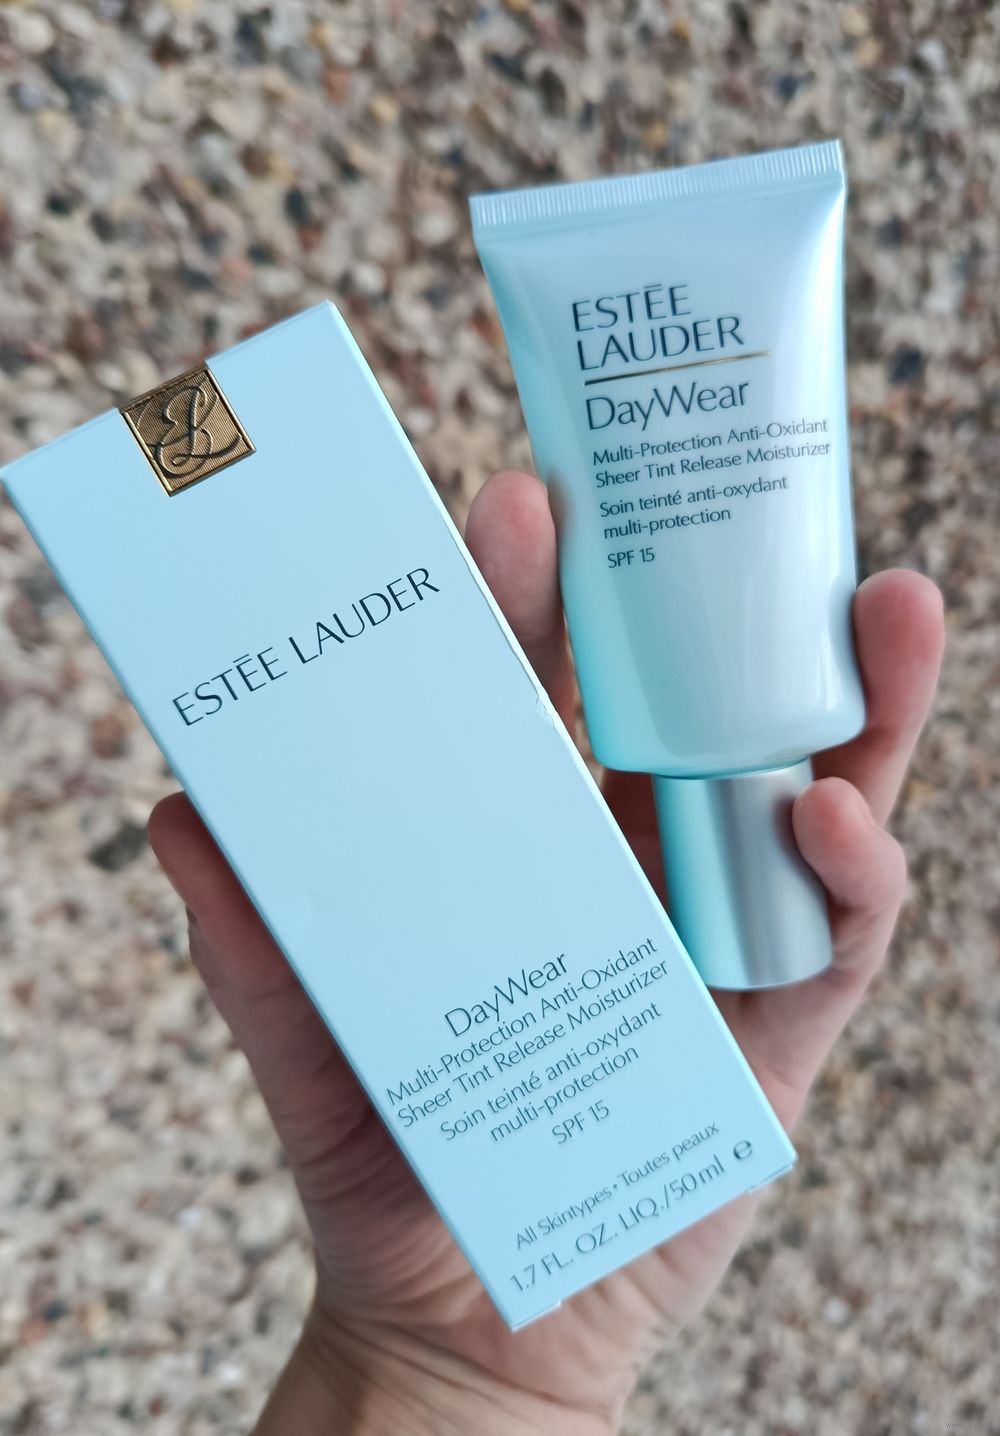 ESTĒE
LAUDER
DayWear
Multi-Protection Anti-Oxidant
Sheer Tint Release Moisturizer
Soin teinté anti-oxydant
multi-protection
SPF 15
ESTĒE LAUDER
DayWear
Multi-Protection Anti-Oxidant
Sheer Tint Release Moisturizer
Soin teinté anti-oxydant
multi-protection
SPF 15
All Skintypes • Toutes peaux
1.7 FL. OZ. LIQ./50 ml ℮